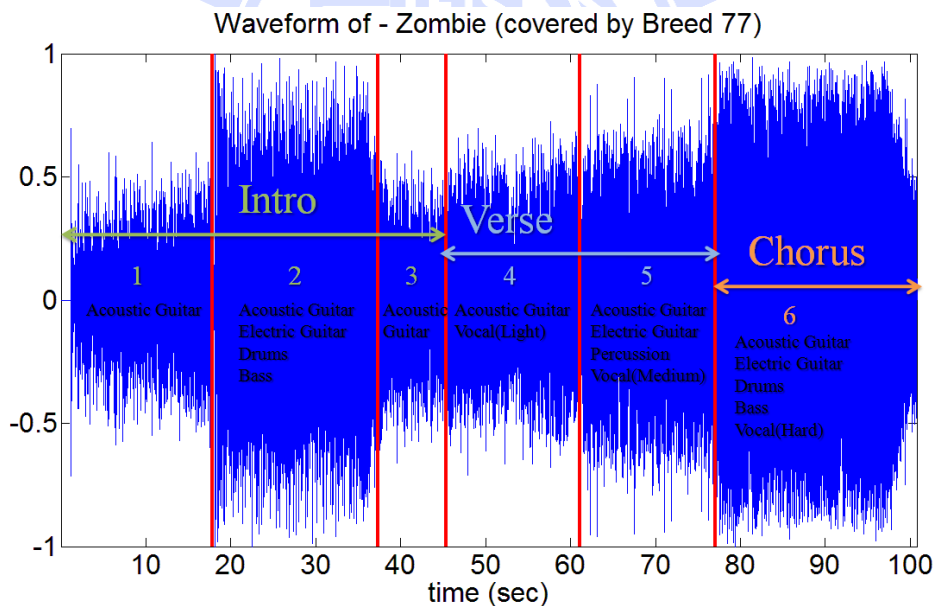 Waveform of - Zombie (covered by Breed 77)
1
0.5
0
-0.5
-1
Intro
Verse
Chorus
1
Acoustic Guitar
2
Acoustic Guitar
Electric Guitar
Drums
Bass
3
Acoustic
Guitar
4
Acoustic Guitar
Vocal(Light)
5
Acoustic Guitar
Electric Guitar
Percussion
Vocal(Medium)
6
Acoustic Guitar
Electric Guitar
Drums
Bass
Vocal(Hard)
10 20 30 40 50 60 70 80 90 100
time (sec)